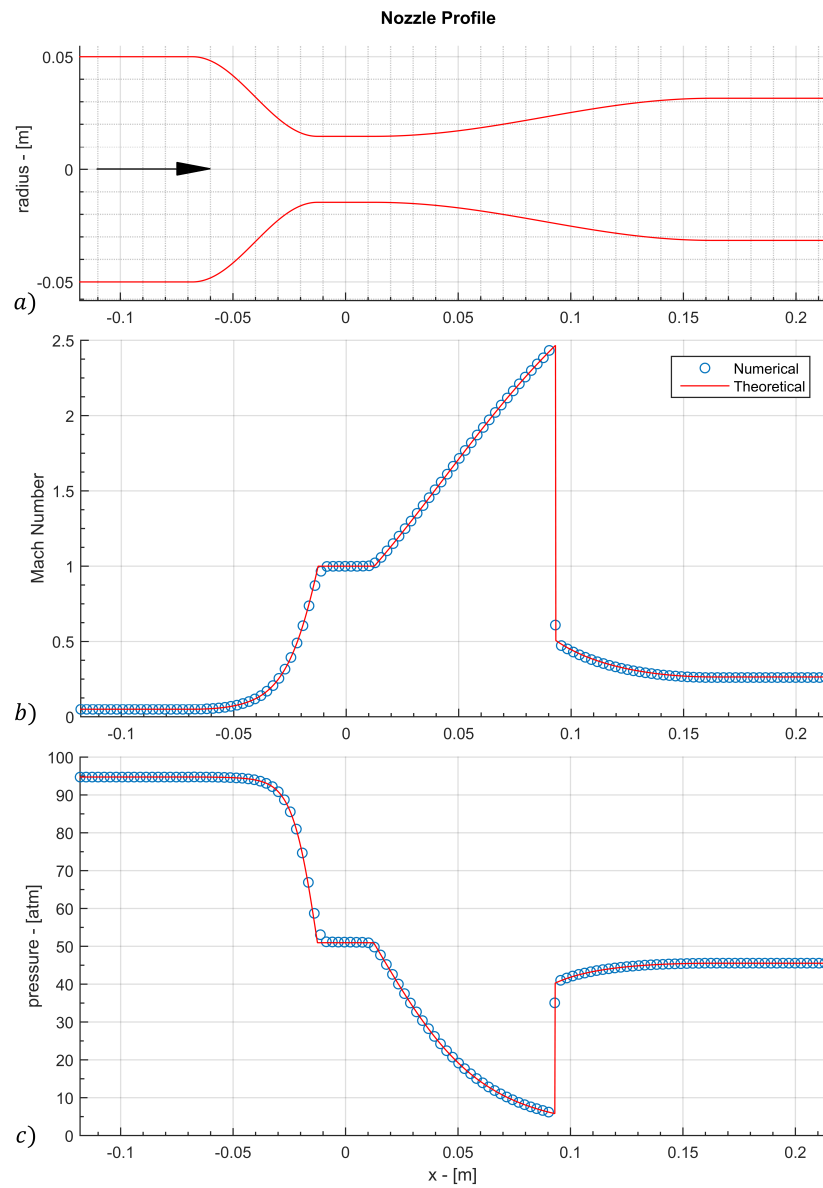 Nozzle Profile
0.05
0
-0.05
radius - [m]
a)
-0.1 -0.05 0 0.05 0.1 0.15 0.2
2.5
2
1.5
1
0.5
0
Mach Number
Numerical
Theoretical
b)
-0.1 -0.05 0 0.05 0.1 0.15 0.2
100
90
80
70
60
50
40
30
20
10
0
pressure - [atm]
c)
-0.1 -0.05 0 0.05 0.1 0.15 0.2
x - [m]